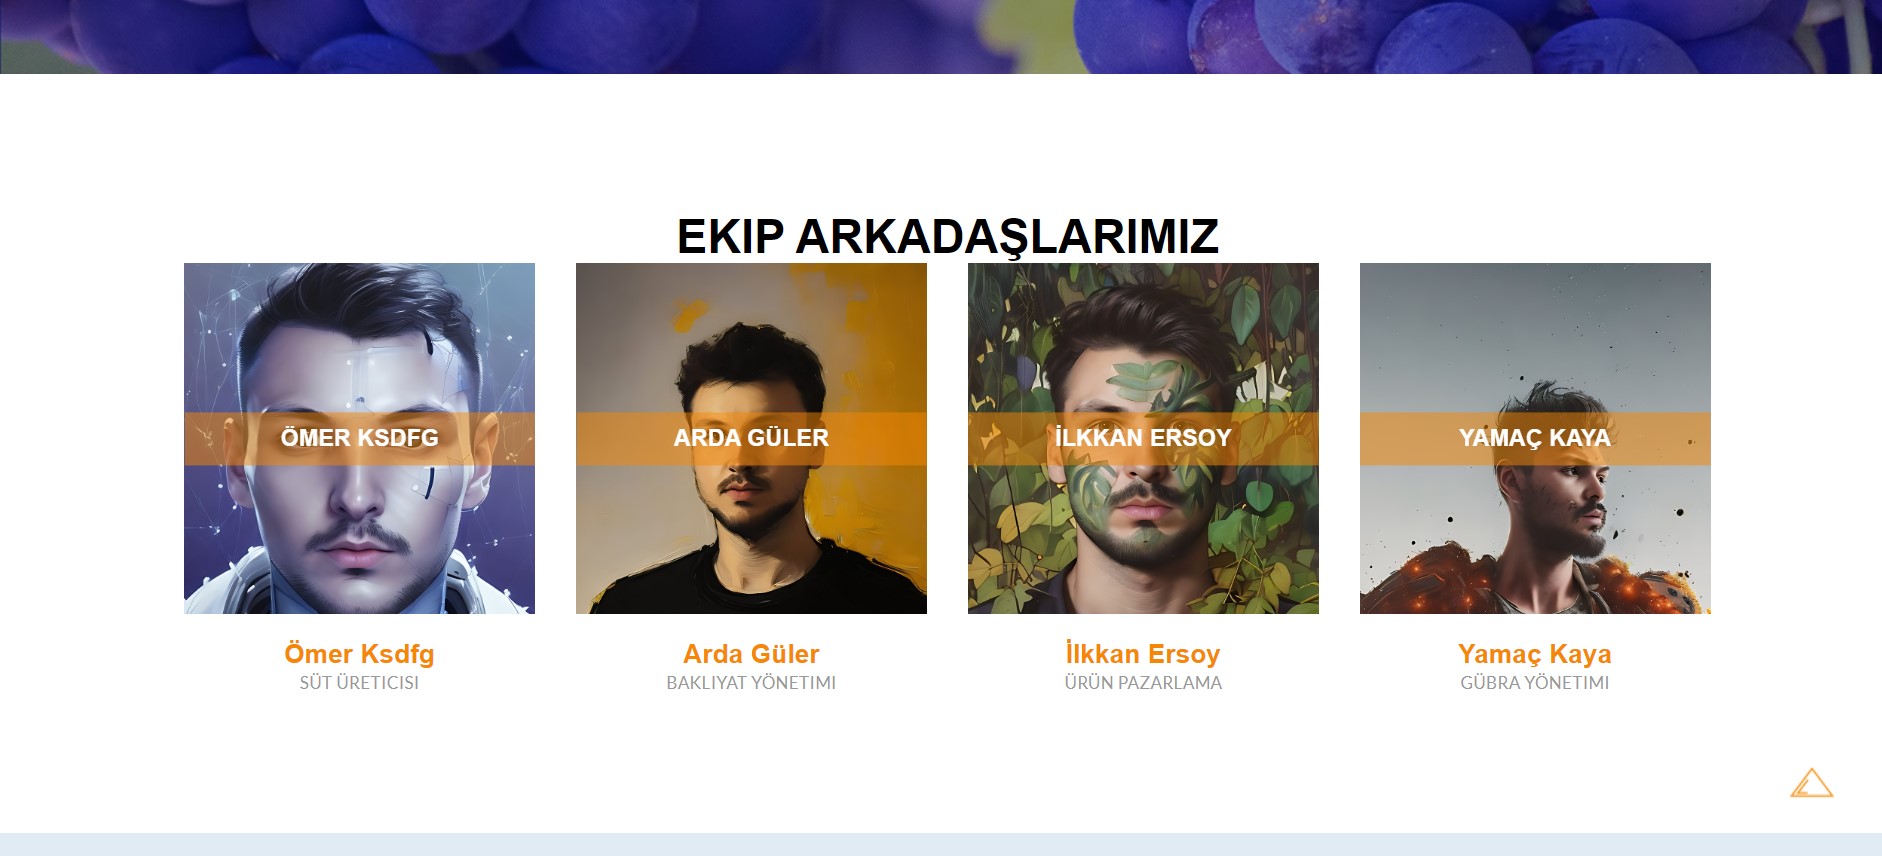 EKIP ARKADAŞLARIMIZ
ÖMER KSDFG
ARDA GÜLER
İLKKAN ERSOY
YAMAÇ KAYA
Ömer Ksdfg
SÜT ÜRETICISI
Arda Güler
BAKLIYAT YÖNETIMI
İlkkan Ersoy
ÜRÜN PAZARLAMA
Yamaç Kaya
GÜBRA YÖNETIMI